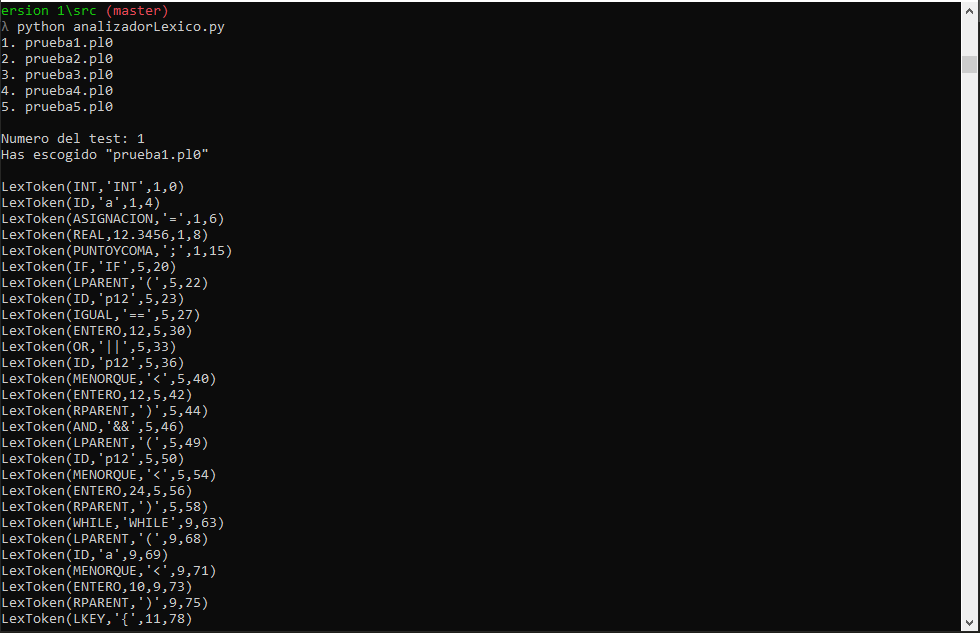 ersion 1\src (master)
λ python analizadorLexico.py
1. prueba1.pl0
2. prueba2.pl0
3. prueba3.pl0
4. prueba4.pl0
5. prueba5.pl0
Numero del test: 1
Has escogido "prueba1.pl0"
LexToken(INT,'INT',1,0)
LexToken(ID,'a',1,4)
LexToken(ASIGNACION,'=',1,6)
LexToken(REAL,12.3456,1,8)
LexToken(PUNTOYCOMA,';',1,15)
LexToken(IF,'IF',5,20)
LexToken(LPARENT,'(',5,22)
LexToken(ID,'p12',5,23)
LexToken(IGUAL,'==',5,27)
LexToken(ENTERO,12,5,30)
LexToken(OR,'||',5,33)
LexToken(ID,'p12',5,36)
LexToken(MENORQUE,'<',5,40)
LexToken(ENTERO,12,5,42)
LexToken(RPARENT,')',5,44)
LexToken(AND,'&&',5,46)
LexToken(LPARENT,'(',5,49)
LexToken(ID,'p12',5,50)
LexToken(MENORQUE,'<',5,54)
LexToken(ENTERO,24,5,56)
LexToken(RPARENT,')',5,58)
LexToken(WHILE,'WHILE',9,63)
LexToken(LPARENT,'(',9,68)
LexToken(ID,'a',9,69)
LexToken(MENORQUE,'<',9,71)
LexToken(ENTERO,10,9,73)
LexToken(RPARENT,')',9,75)
LexToken(LKEY,'{',11,78)